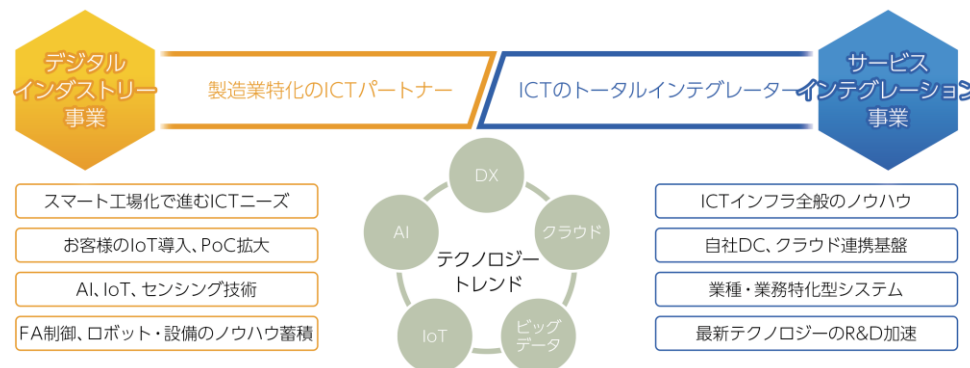 デジタル
インダストリー
事業
製造業特化のICTパートナー
ICTのトータルインテグレーター
サービス
インテグレーション
事業
スマート工場化で進むICTニーズ
お客様のIoT導入、PoC拡大
AI、IoT、センシング技術
FA制御、ロボット・設備のノウハウ蓄積
DX
AI
クラウド
テクノロジー
トレンド
IoT
ビッグ
データ
ICTインフラ全般のノウハウ
自社DC、クラウド連携基盤
業種・業務特化型システム
最新テクノロジーのR&D加速